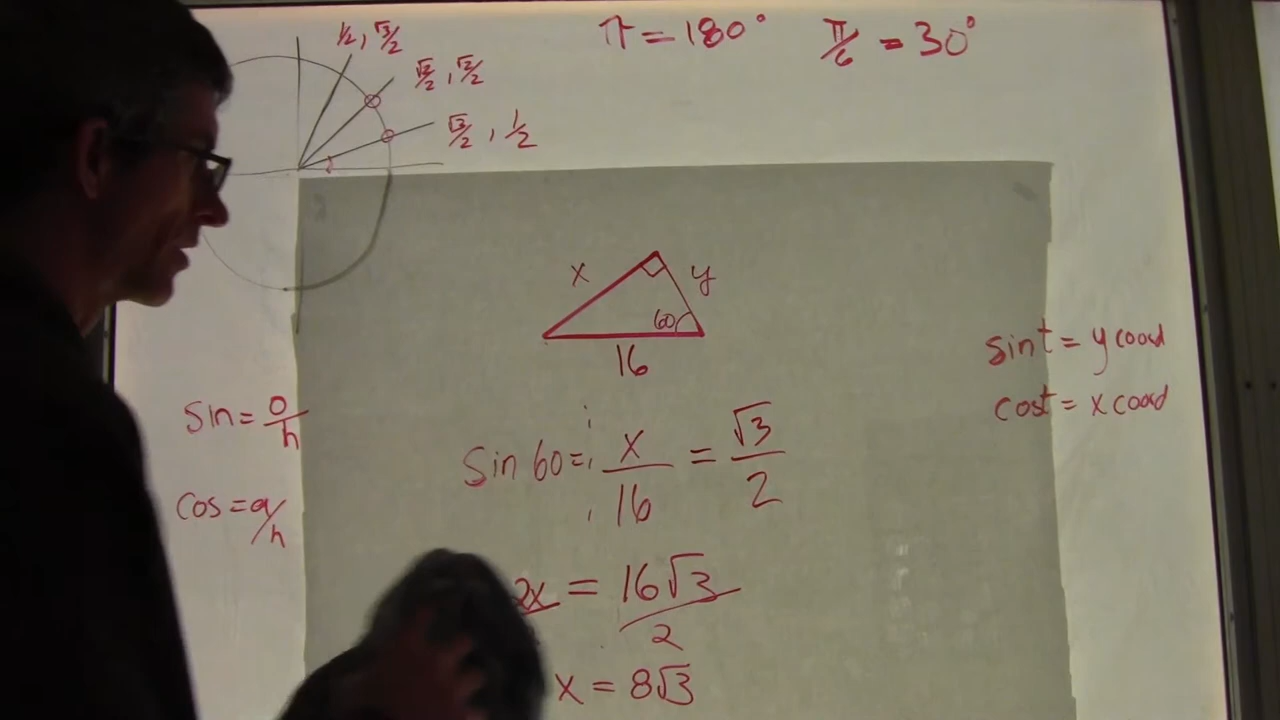 π = 180° π/6 = 30°
1/2, √3/2
√2/2, √2/2
√3/2, 1/2
x y
60
16
sin t = y coord
cos t = x coord
sin = o/h
cos = a/h
Sin 60 = x/16 = √3/2
2x = 16√3/2
x = 8√3